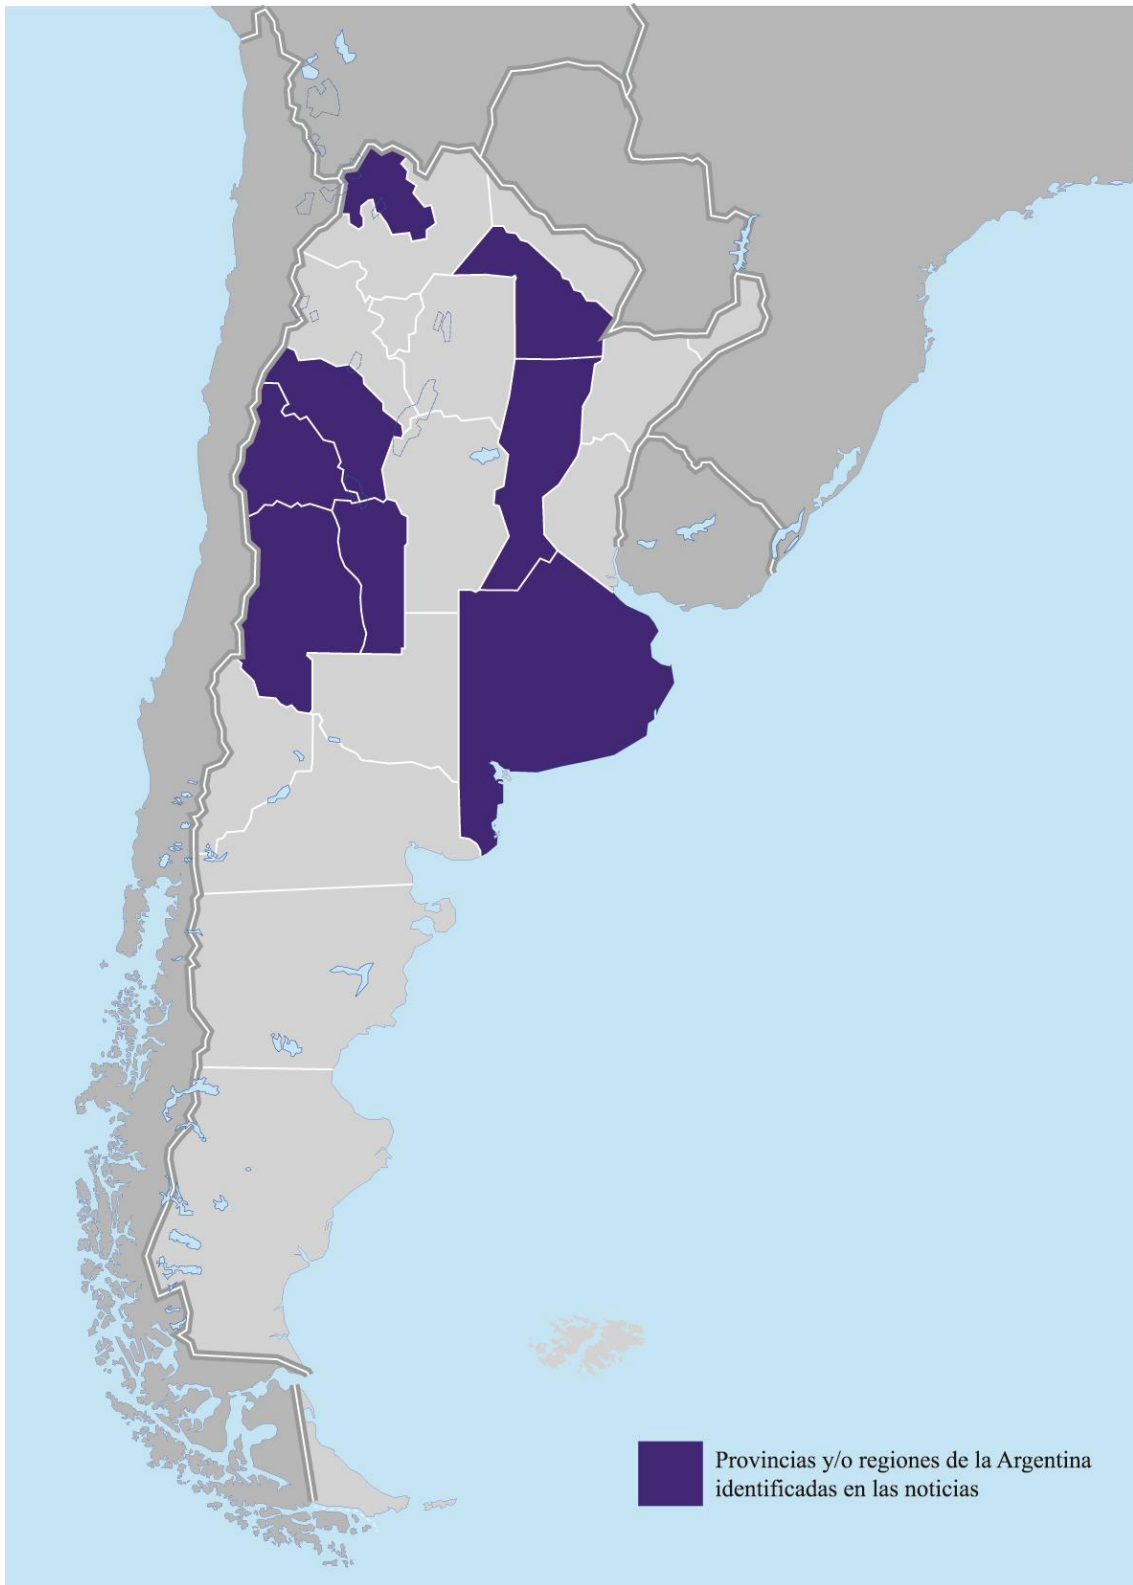 Provincias y/o regiones de la Argentina
identificadas en las noticias